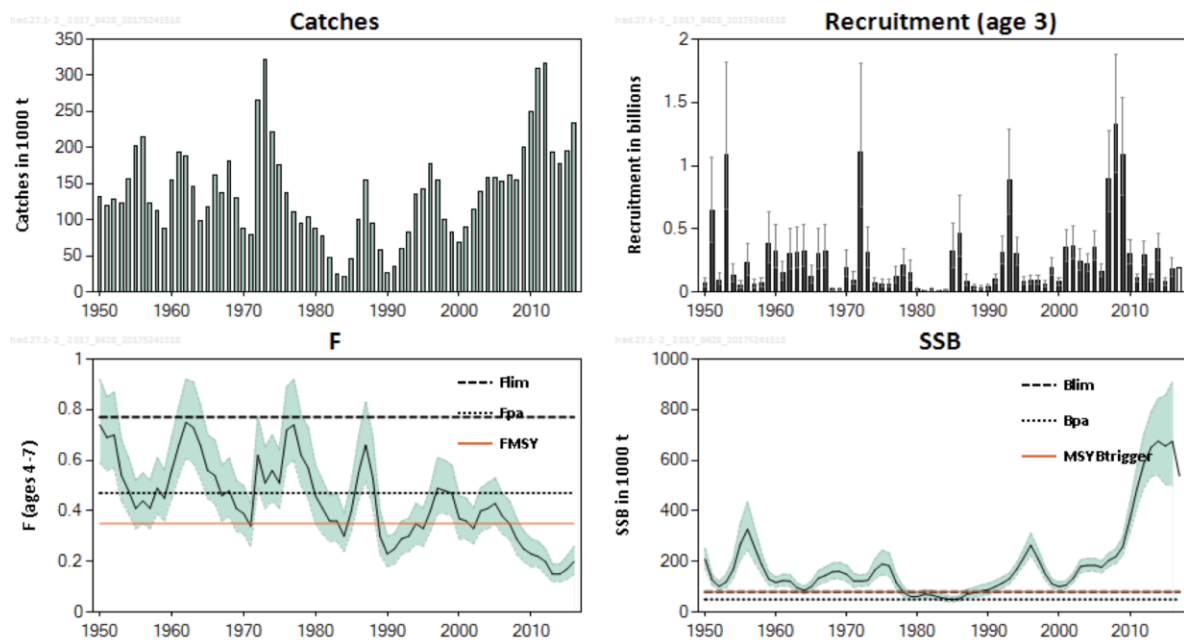 Catches
Recruitment (age 3)
350
300
250
200
150
100
50
0
Catches in 1000 t
1950 1960 1970 1980 1990 2000 2010
2
1.5
1
0.5
0
Recruitment in billions
1950 1960 1970 1980 1990 2000 2010
F
SSB
1
0.8
0.6
0.4
0.2
0
F (ages 4-7)
Flim
Fpa
FMSY
1950 1960 1970 1980 1990 2000 2010
1000
800
600
400
200
0
SSB in 1000 t
Blim
Bpa
MSYBtrigger
1950 1960 1970 1980 1990 2000 2010